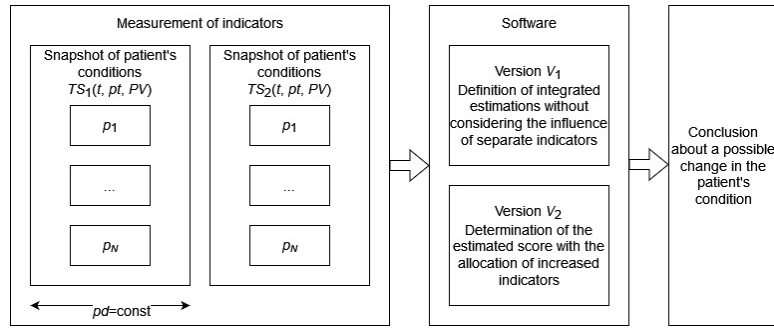 Measurement of indicators
Snapshot of patient's
conditions
TS1(t, pt, PV)
p1
...
pN
Snapshot of patient's
conditions
TS2(t, pt, PV)
p1
...
pN
pd=const
Software
Version V1
Definition of integrated
estimations without
considering the influence
of separate indicators
Version V2
Determination of the
estimated score with the
allocation of increased
indicators
Conclusion
about a possible
change in the
patient's
condition